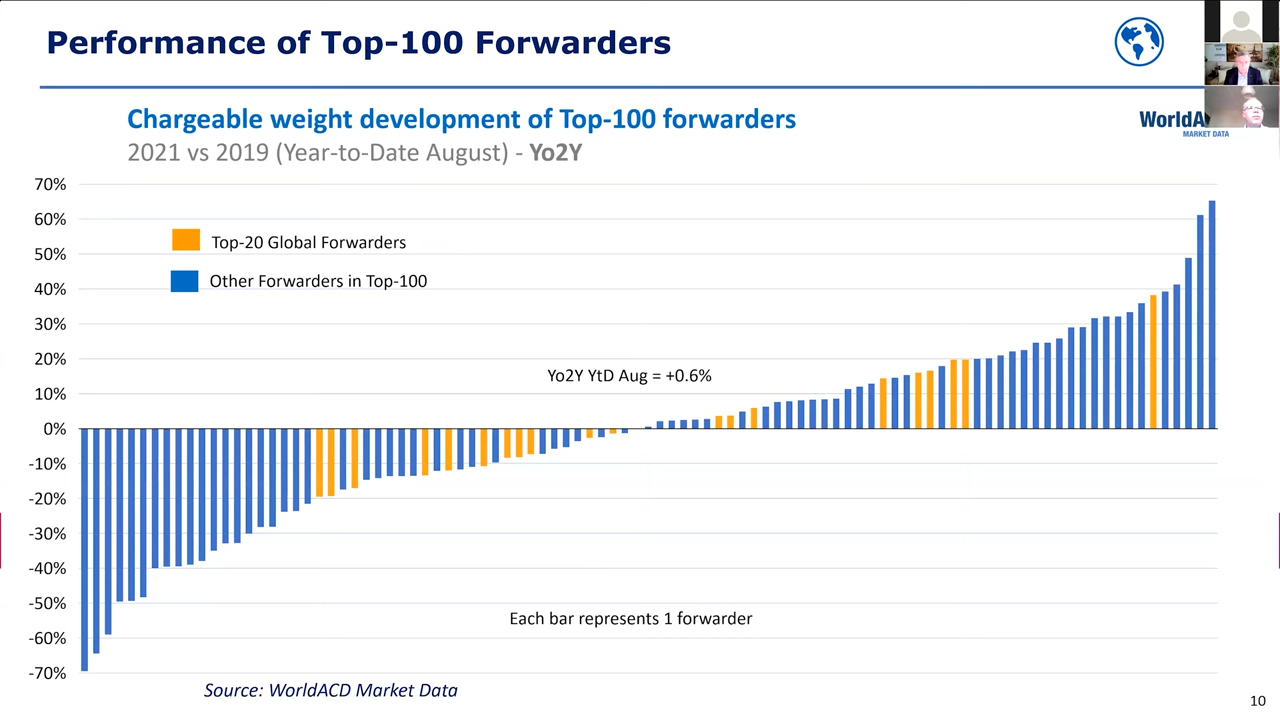 Performance of Top-100 Forwarders
Chargeable weight development of Top-100 forwarders
2021 vs 2019 (Year-to-Date August) - Yo2Y
MARKET DATA
70%
60%
50%
40%
30%
20%
10%
0%
-10%
-20%
-30%
-40%
-50%
-60%
-70%
Top-20 Global Forwarders
Other Forwarders in Top-100
Yo2Y YtD Aug = +0.6%
Each bar represents 1 forwarder
Source: WorldACD Market Data
10